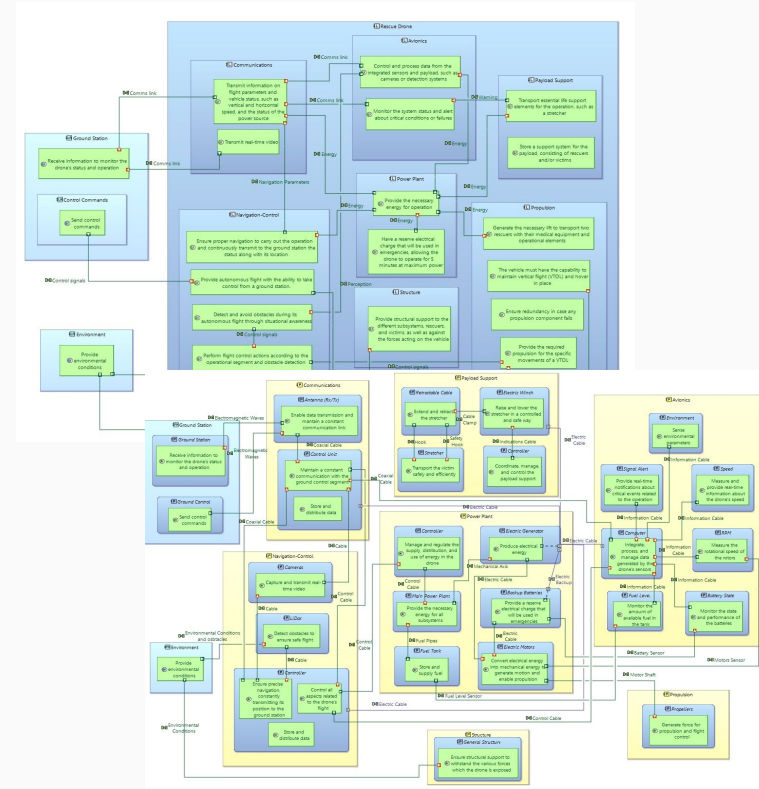 Rescue Drone
Avionics
Communications
Comms link
Control and process data from the
integrated sensors and payload, such as
cameras or detection systems
Payload Support
Transmit information on
flight parameters and
vehicle status, such as
vertical and horizontal
speed, and the status of the
power source
Comms link
Comms link
Warning
Transport essential life support
elements for the operation, such as
a stretcher
Monitor the system status and alert
about critical conditions or failures
Ground Station
Transmit real-time video
Energy
Store a support system for the
payload, consisting of rescuers
and/or victims
Receive information to monitor the
drone's status and operation
Comms link
Energy
Power Plant
Navigation Parameters
Energy
Control Commands
Provide the necessary
energy for operation
Energy
Energy
Energy
Propulsion
Send control
commands
Navigation-Control
Generate the necessary lift to transport two
rescuers with their medical equipment and
operational elements
Ensure proper navigation to carry out the operation
and continuously transmit to the ground station the
status along with its location
Have a reserve electrical
charge that will be used in
emergencies, allowing the
drone to operate for 5
minutes at maximum power
The vehicle must have the capability to
maintain vertical flight (VTOL) and hover
in place
Control signals
Provide autonomous flight with the ability to take
control from a ground station.
Perception
Structure
Detect and avoid obstacles during its
autonomous flight through situational awareness
Provide structural support to the
different subsystems, rescuers,
and victims, as well as against
the forces acting on the vehicle
Ensure redundancy in case any
propulsion component fails
Environment
Control signals
Provide
environmental
conditions
Perform flight control actions according to the
operational segment and obstacle detection
Provide the required
propulsion for the specific
movements of a VTOL
Control signals
Communications
Payload Support
Antenna (Rx/Tx)
Remotable Cable
Electric Winch
Avionics
Electromagnetic Waves
Enable data transmission and
maintain a constant
communication link
Extend and retract
the stretcher
Cable
Clamp
Raise and lower the
stretcher in a controlled
and safe way
Environment
Sense
environmental
parameters
Ground Station
Ground Station
Receive information to
monitor the drone's status
and operation
Electromagnetic
Waves
Coaxial Cable
Hook
Safety
Hook
Indications Cable
Electric
Cable
Information Cable
Control Unit
Stretcher
Controller
Signal Alert
Speed
Maintain a constant
communication with the
ground control segment
Coaxial
Cable
Transport the victim
safely and efficiently
Coordinate, manage
and control the
payload support
Provide real-time
notifications about
critical events related
to the operation
Measure and
provide real-time
information about
the drone's speed
Ground Control
Send control
commands
Store and
distribute data
Electric Cable
Power Plant
Information Cable
Information Cable
Coaxial Cable
Controller
Electric Generator
Computer
RPM
Cable
Manage and regulate the
supply, distribution, and
use of energy in the
drone
Produce electrical
energy
Integrate,
process, and
manage data
generated by the
drone's sensors
Information
Cable
Measure the
rotational speed of
the rotors
Navigation-Control
Cameras
Mechanical Axis
Information Cable
Capture and transmit real-
time video
Control
Cable
Control
Cable
Electric Cable
Electric
Backup
Information Cable
Main Power Plant
Backup Batteries
Fuel Level
Battery State
Cable
LiDar
Provide the necessary
energy for all
subsystems
Provide a reserve
electrical charge that
will be used in
emergencies
Monitor the
amount of
available fuel in
the tank
Monitor the state
and performance of
the batteries
Environmental Conditions
and obstacles
Detect obstacles to
ensure safe flight
Control
Cable
Fuel Pipes
Electric
Cable
Environment
Cable
Fuel Tank
Electric Motors
Battery Sensor
Provide
environmental
conditions
Controller
Store and
supply fuel
Convert electrical energy
into mechanical energy to
generate motion and
enable propulsion
Motors Sensor
Ensure precise
navigation,
constantly
transmitting its
position to the
ground station
Control all
aspects related
to the drone's
flight
Motor Shaft
Fuel Level Sensor
Propulsion
Electric Cable
Propellers
Environmental
Conditions
Control Cable
Store and
distribute data
Structure
Generate force for
propulsion and flight
control
General Structure
Ensure structural support to
withstand the various forces
which the drone is exposed